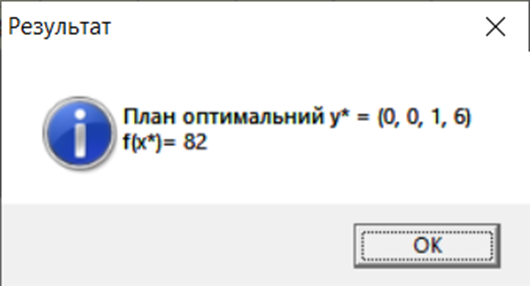 Результат
План оптимальний y* = (0, 0, 1, 6)
f(x*)= 82
OK